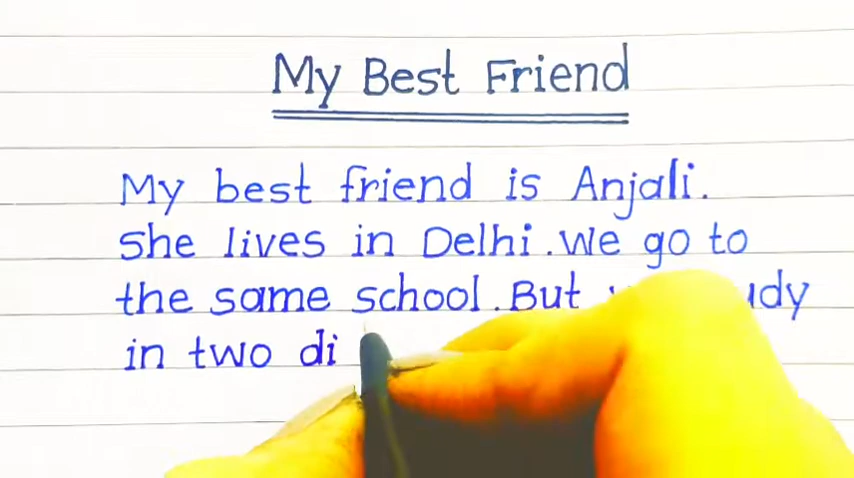 My Best Friend
My best friend is Anjali.
She lives in Delhi. We go to
the same school. But
in two di